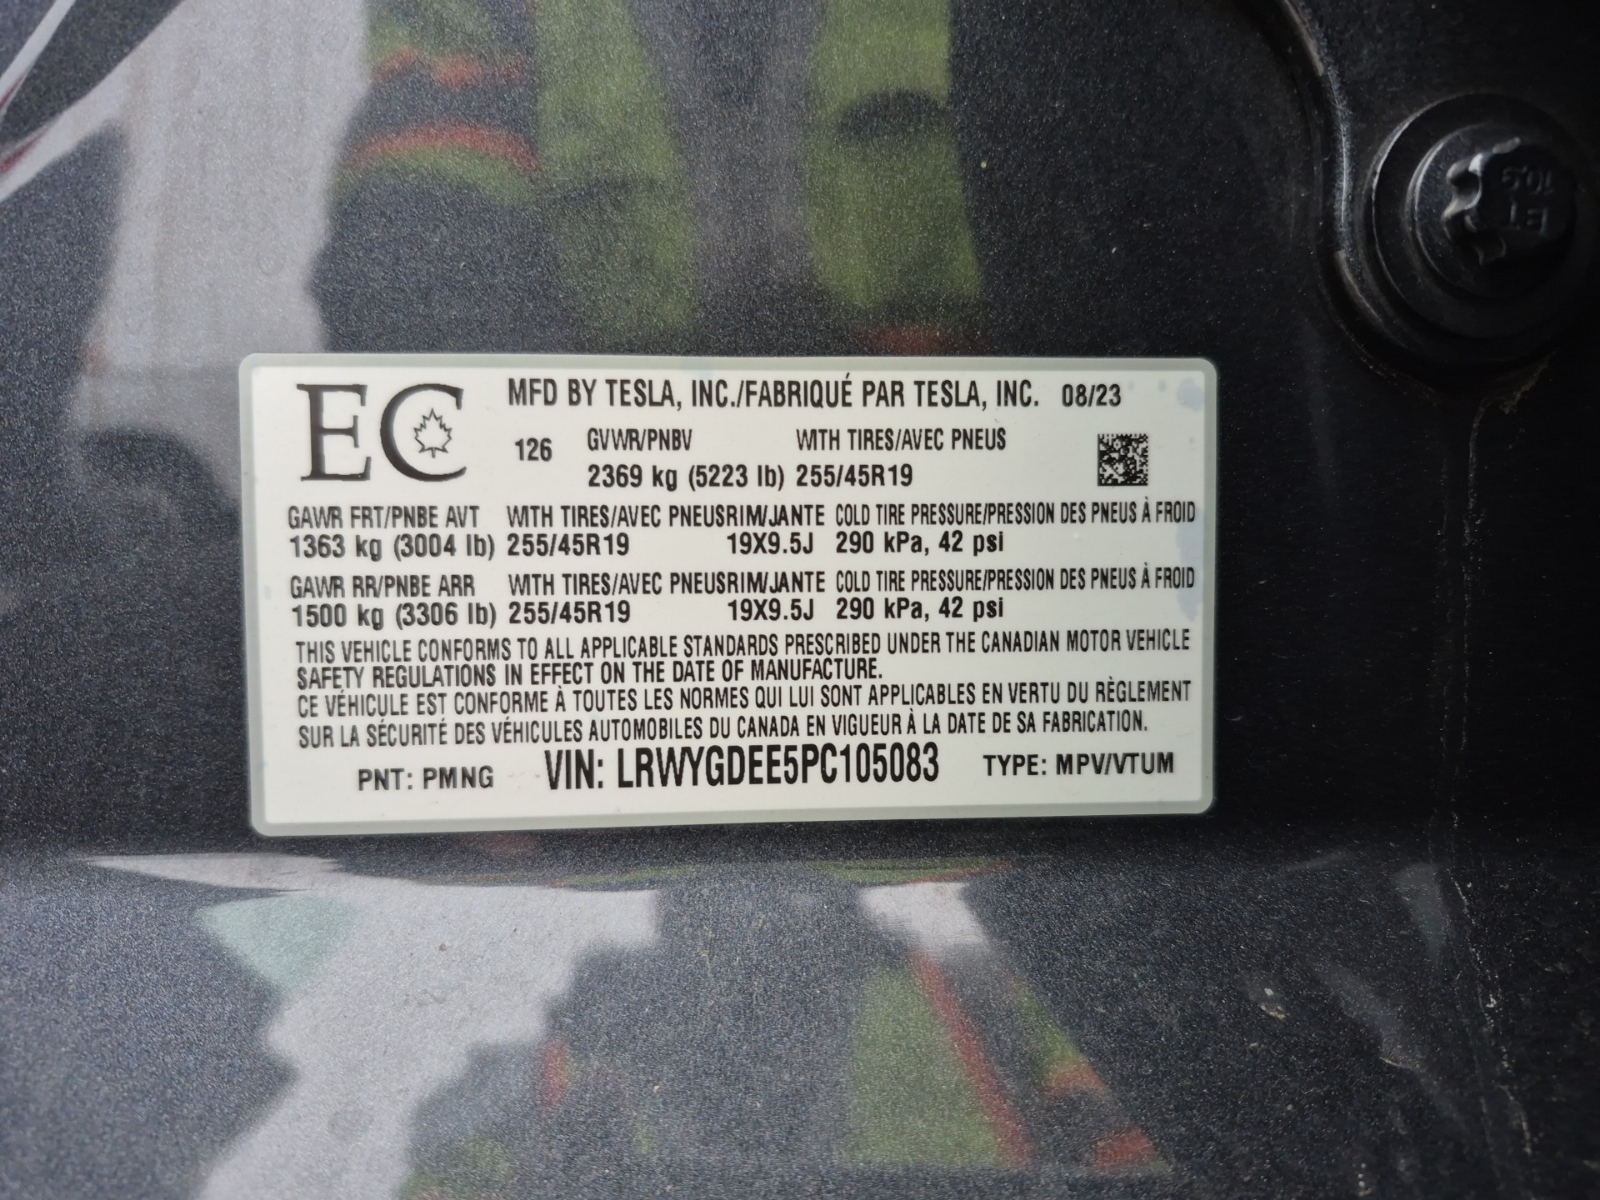 EC
MFD BY TESLA, INC./FABRIQUÉ PAR TESLA, INC. 08/23
126 GVWR/PNBV WITH TIRES/AVEC PNEUS
2369 kg (5223 lb) 255/45R19
GAWR FRT/PNBE AVT WITH TIRES/AVEC PNEUS RIM/JANTE COLD TIRE PRESSURE/PRESSION DES PNEUS À FROID
1363 kg (3004 lb) 255/45R19 19X9.5J 290 kPa, 42 psi
GAWR RR/PNBE ARR WITH TIRES/AVEC PNEUS RIM/JANTE COLD TIRE PRESSURE/PRESSION DES PNEUS À FROID
1500 kg (3306 lb) 255/45R19 19X9.5J 290 kPa, 42 psi
THIS VEHICLE CONFORMS TO ALL APPLICABLE STANDARDS PRESCRIBED UNDER THE CANADIAN MOTOR VEHICLE
SAFETY REGULATIONS IN EFFECT ON THE DATE OF MANUFACTURE.
CE VÉHICULE EST CONFORME À TOUTES LES NORMES QUI LUI SONT APPLICABLES EN VERTU DU RÈGLEMENT
SUR LA SÉCURITÉ DES VÉHICULES AUTOMOBILES DU CANADA EN VIGUEUR À LA DATE DE SA FABRICATION.
PNT: PMNG VIN: LRWYGDEE5PC105083 TYPE: MPV/VTUM
10.9